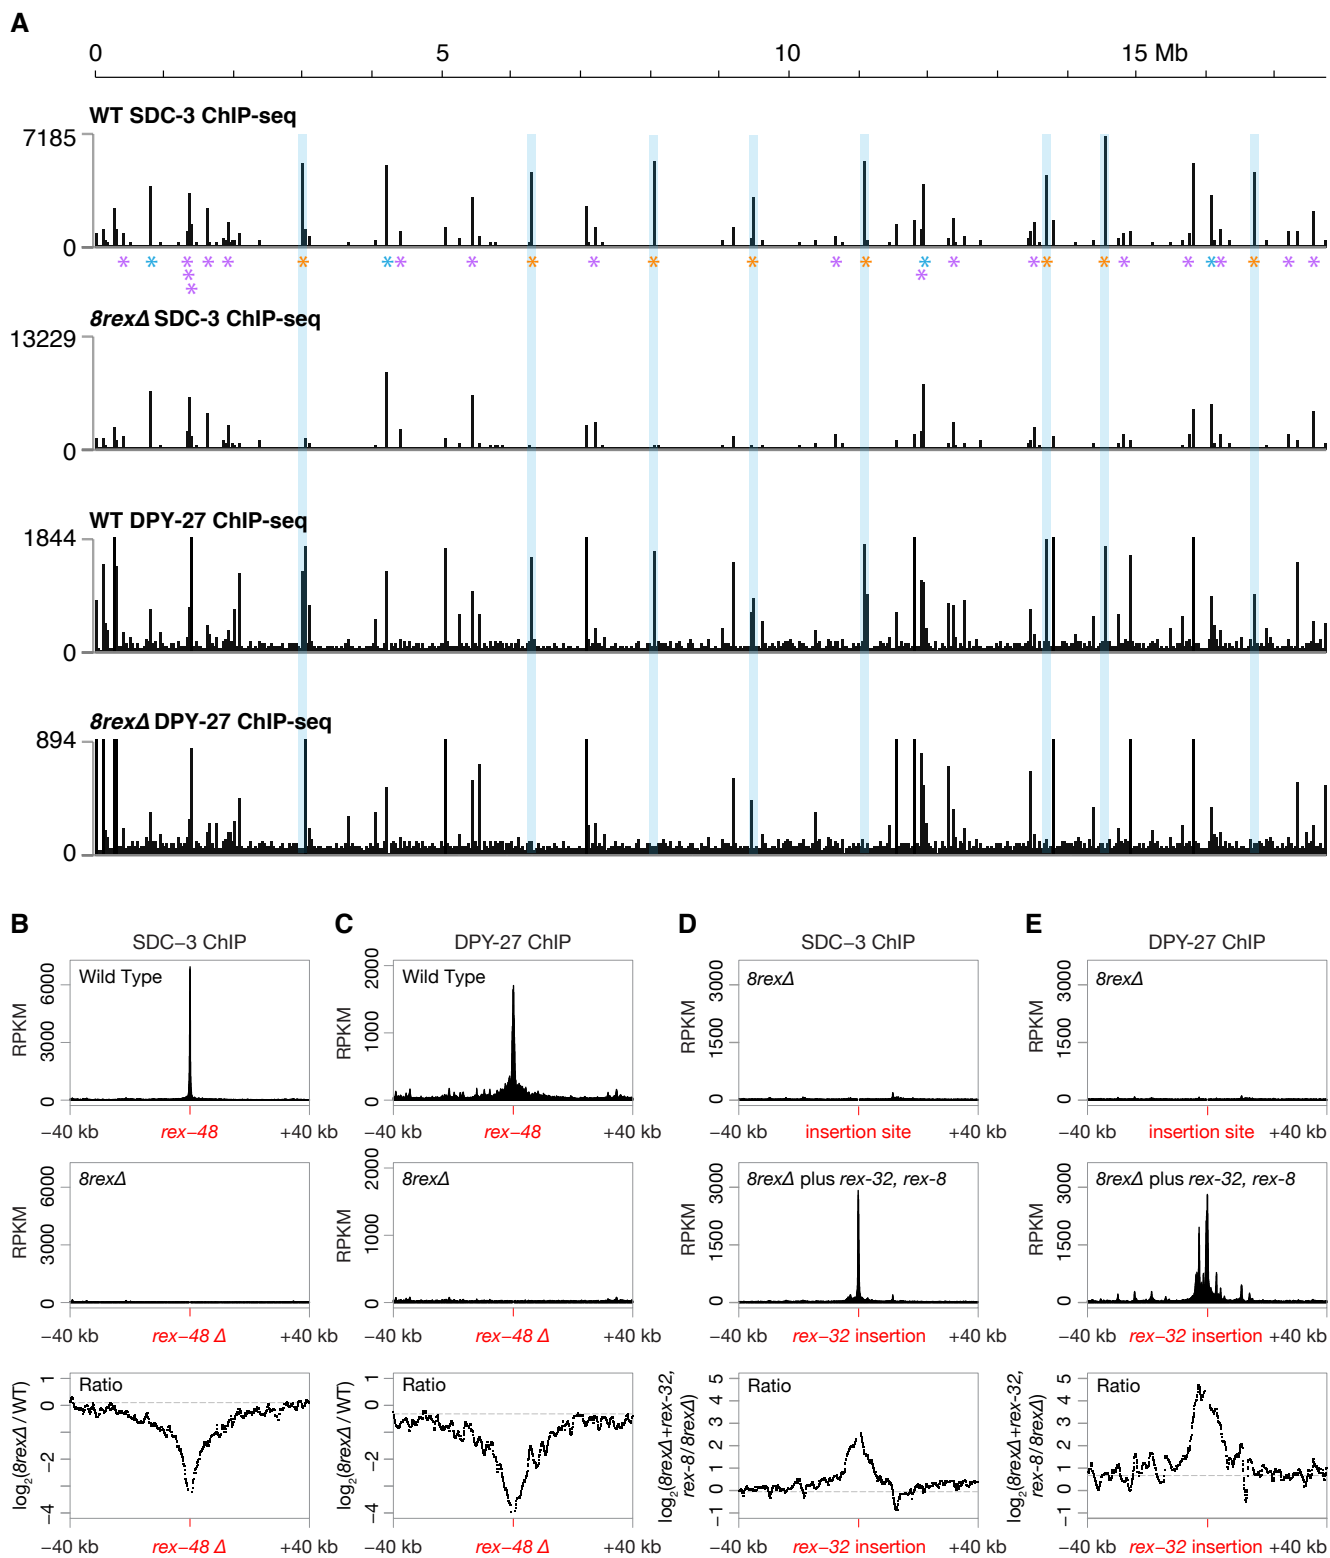 A
0 5 10 15 Mb
WT SDC-3 ChIP-seq
7185
0
* * * * * * * * * * * * * * * * * * * * * * * * * *
* *
*
8rexΔ SDC-3 ChIP-seq
13229
0
WT DPY-27 ChIP-seq
1844
0
8rexΔ DPY-27 ChIP-seq
894
0
B C D E
SDC–3 ChIP DPY-27 ChIP SDC–3 ChIP DPY-27 ChIP
Wild Type
RPKM
6000
3000
0
–40 kb rex–48 +40 kb
Wild Type
RPKM
2000
1000
0
–40 kb rex–48 +40 kb
8rexΔ
RPKM
3000
1500
0
–40 kb insertion site +40 kb
8rexΔ
RPKM
3000
1500
0
–40 kb insertion site +40 kb
8rexΔ
RPKM
6000
3000
0
–40 kb rex–48 Δ +40 kb
8rexΔ
RPKM
2000
1000
0
–40 kb rex–48 Δ +40 kb
8rexΔ plus rex-32, rex-8
RPKM
3000
1500
0
–40 kb rex–32 insertion +40 kb
8rexΔ plus rex-32, rex-8
RPKM
3000
1500
0
–40 kb rex–32 insertion +40 kb
Ratio
log2(8rexΔ / WT)
1
0
–2
–4
–40 kb rex–48 Δ +40 kb
Ratio
log2(8rexΔ / WT)
1
0
–2
–4
–40 kb rex–48 Δ +40 kb
Ratio
log2(8rexΔ+rex-32,
rex-8 / 8rexΔ)
5
4
3
2
1
0
–1
–40 kb rex–32 insertion +40 kb
Ratio
log2(8rexΔ+rex-32,
rex-8 / 8rexΔ)
5
4
3
2
1
0
–1
–40 kb rex–32 insertion +40 kb